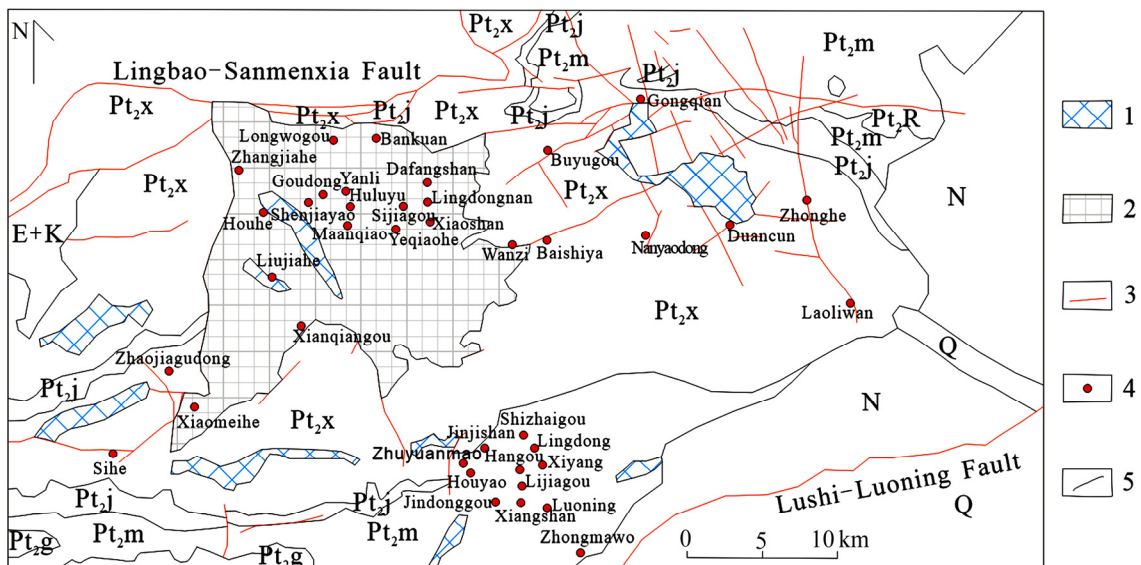 N
Pt₂x
Pt₂j
Pt₂m
Pt₂m
Lingbao-Sanmenxia Fault
Pt₂j
Gongqian
Pt₂x
Pt₂x
Pt₂j
Pt₂x
Pt₂j
Pt₂R
Longwogou
Bankuan
Pt₂m
Zhangjiahe
Dafangshan
Buyugou
Pt₂j
Pt₂x
Goudong
Yanli
Pt₂x
N
Huluyu
Lingdongnan
Zhonghe
Houhe
Shenjiayao
Sijiagou
Xiaoshan
E+K
Maanqiao
Yeqiaohe
Duancun
Wanzi
Baishiya
Nanyaodong
Liujiahe
Pt₂x
Laoliwan
Xianqiangou
Q
Zhaojiagudong
Pt₂j
N
Xiaomeihe
Pt₂x
Shizhaigou
Jinjishan
Lingdong
Zhuyuanmao
Hangou
Xiyang
Sihe
Houyao
Lijiagou
Lushi-Luoning Fault
Pt₂j
Pt₂j
Jindonggou
Luoning
Q
Xiangshan
Pt₂m
Pt₂m
Pt₂g
Pt₂g
Zhongmawo
0 5 10 km
1
2
3
4
5